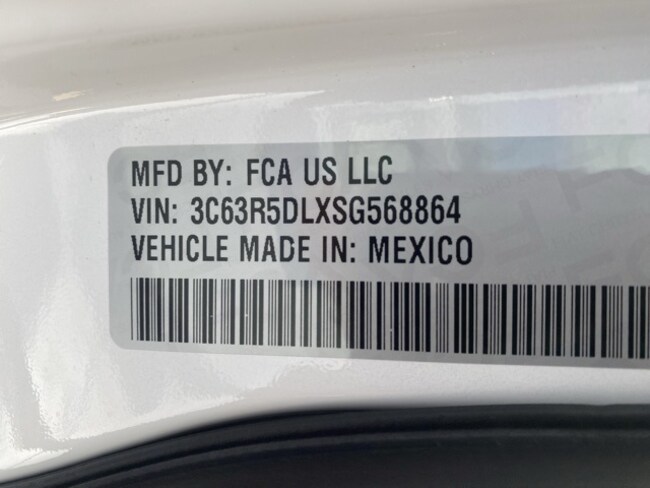 MFD BY: FCA US LLC
VIN: 3C63R5DLXSG568864
VEHICLE MADE IN: MEXICO